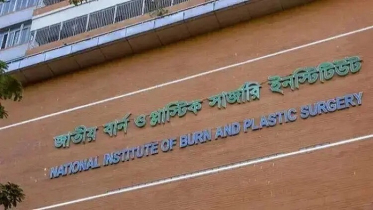 জাতীয় বার্ন ও প্লাস্টিক সার্জারি ইনস্টিটিউট
NATIONAL INSTITUTE OF BURN AND PLASTIC SURGERY